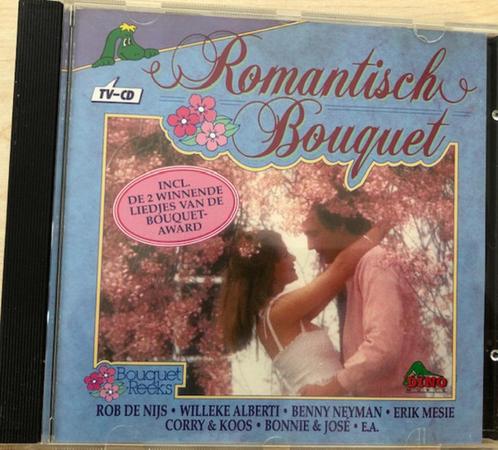 Romantisch
Bouquet
TV-CD
INCL.
DE 2 WINNENDE
LIEDJES VAN DE
BOUQUET-
AWARD
Bouquet
Reeks
DINO
MUSIC
ROB DE NIJS • WILLEKE ALBERTI • BENNY NEYMAN • ERIK MESIE
CORRY & KOOS • BONNIE & JOSÉ • E.A.